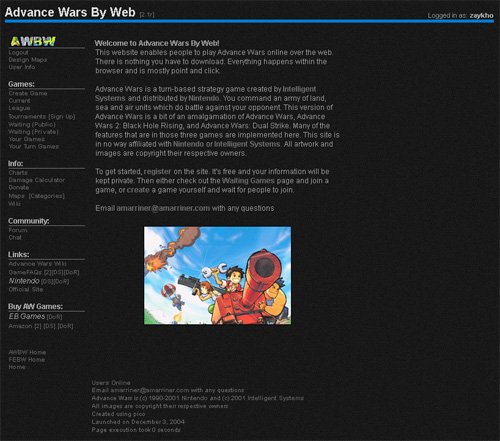 Advance Wars By Web [2.1r]
Logged in as: zaykho
AWBW
Logout
Design Maps
User Info
Games:
Create Game
Current
League
Tournaments [Sign Up]
Waiting (Public)
Waiting (Private)
Your Games
Your Turn Games
Info:
Charts
Damage Calculator
Donate
Maps [Categories]
Wiki
Community:
Forum
Chat
Links:
Advance Wars Wiki
GameFAQs [2][DS][DoR]
Nintendo [DS][DoR]
Official Site
Buy AW Games:
EB Games [DoR]
Amazon [2] [DS] [DoR]
AWBW Home
FEBW Home
Home
Welcome to Advance Wars By Web!
This website enables people to play Advance Wars online over the web.
There is nothing you have to download. Everything happens within the
browser and is mostly point and click.
Advance Wars is a turn-based strategy game created by Intelligent
Systems and distributed by Nintendo. You command an army of land,
sea and air units which do battle against your opponent. This version of
Advance Wars is a bit of an amalgamation of Advance Wars, Advance
Wars 2: Black Hole Rising, and Advance Wars: Dual Strike. Many of the
features that are in those three games are implemented here. This site is
in no way affiliated with Nintendo or Intelligent Systems. All artwork and
images are copyright their respective owners.
To get started, register on the site. It's free and your information will be
kept private. Then either check out the Waiting Games page and join a
game, or create a game yourself and wait for people to join.
Email amarriner@amarriner.com with any questions
Users Online
Email amarriner@amarriner.com with any questions
Advance Wars is (c) 1990-2001 Nintendo and (c) 2001 Intelligent Systems
All images are copyright their respective owners
Created using pico
Launched on December 3, 2004
Page execution took 0 seconds